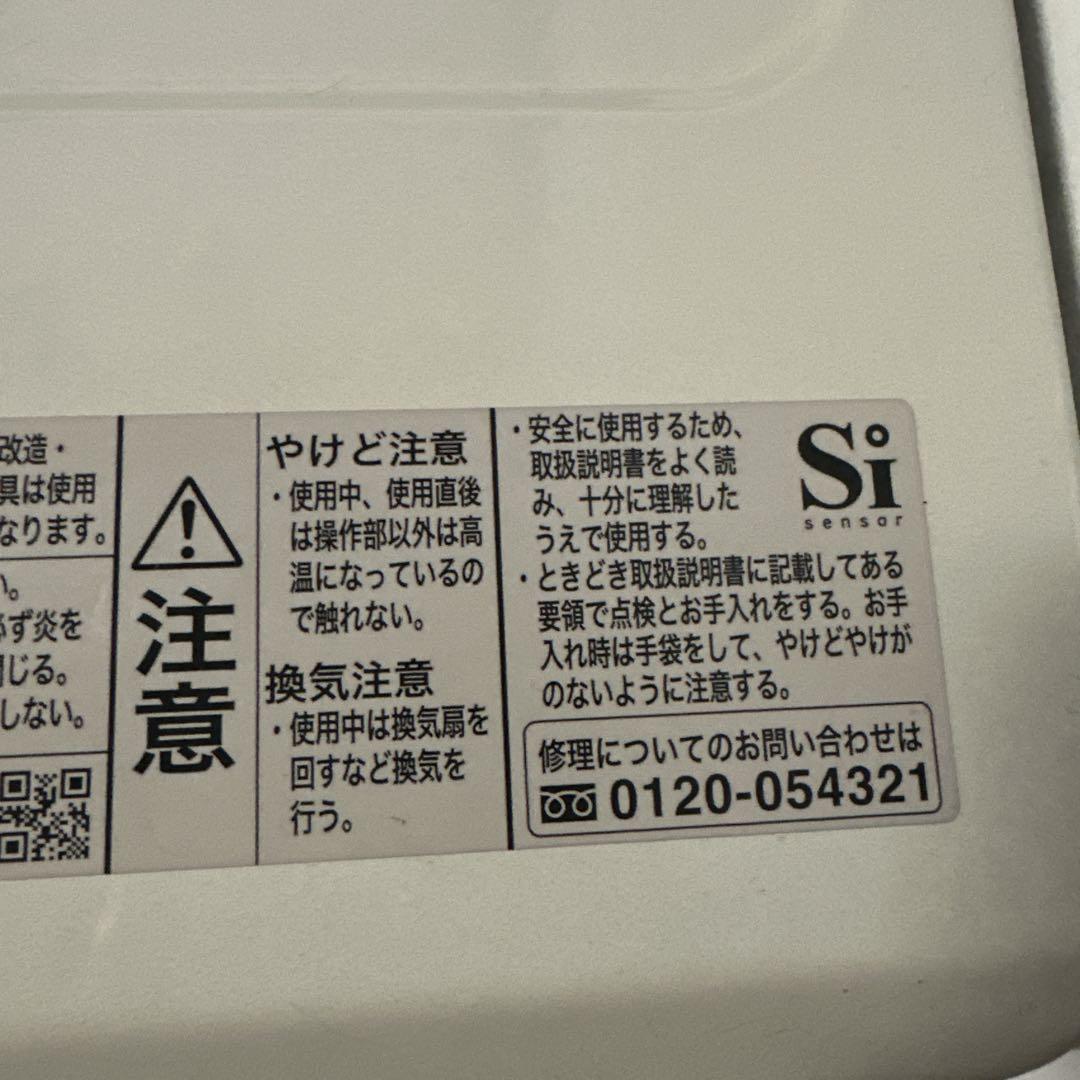 改造・
具は使用
なります。
い。
必ず炎を
閉じる。
しない。
注意
やけど注意
・使用中、使用直後
は操作部以外は高
温になっているの
で触れない。
換気注意
・使用中は換気扇を
回すなど換気を
行う。
・安全に使用するため、
取扱説明書をよく読
み、十分に理解した
うえで使用する。
・ときどき取扱説明書に記載してある
要領で点検とお手入れをする。お手
入れ時は手袋をして、やけどやけが
のないように注意する。
Si
sensor
修理についてのお問い合わせは
0120-054321